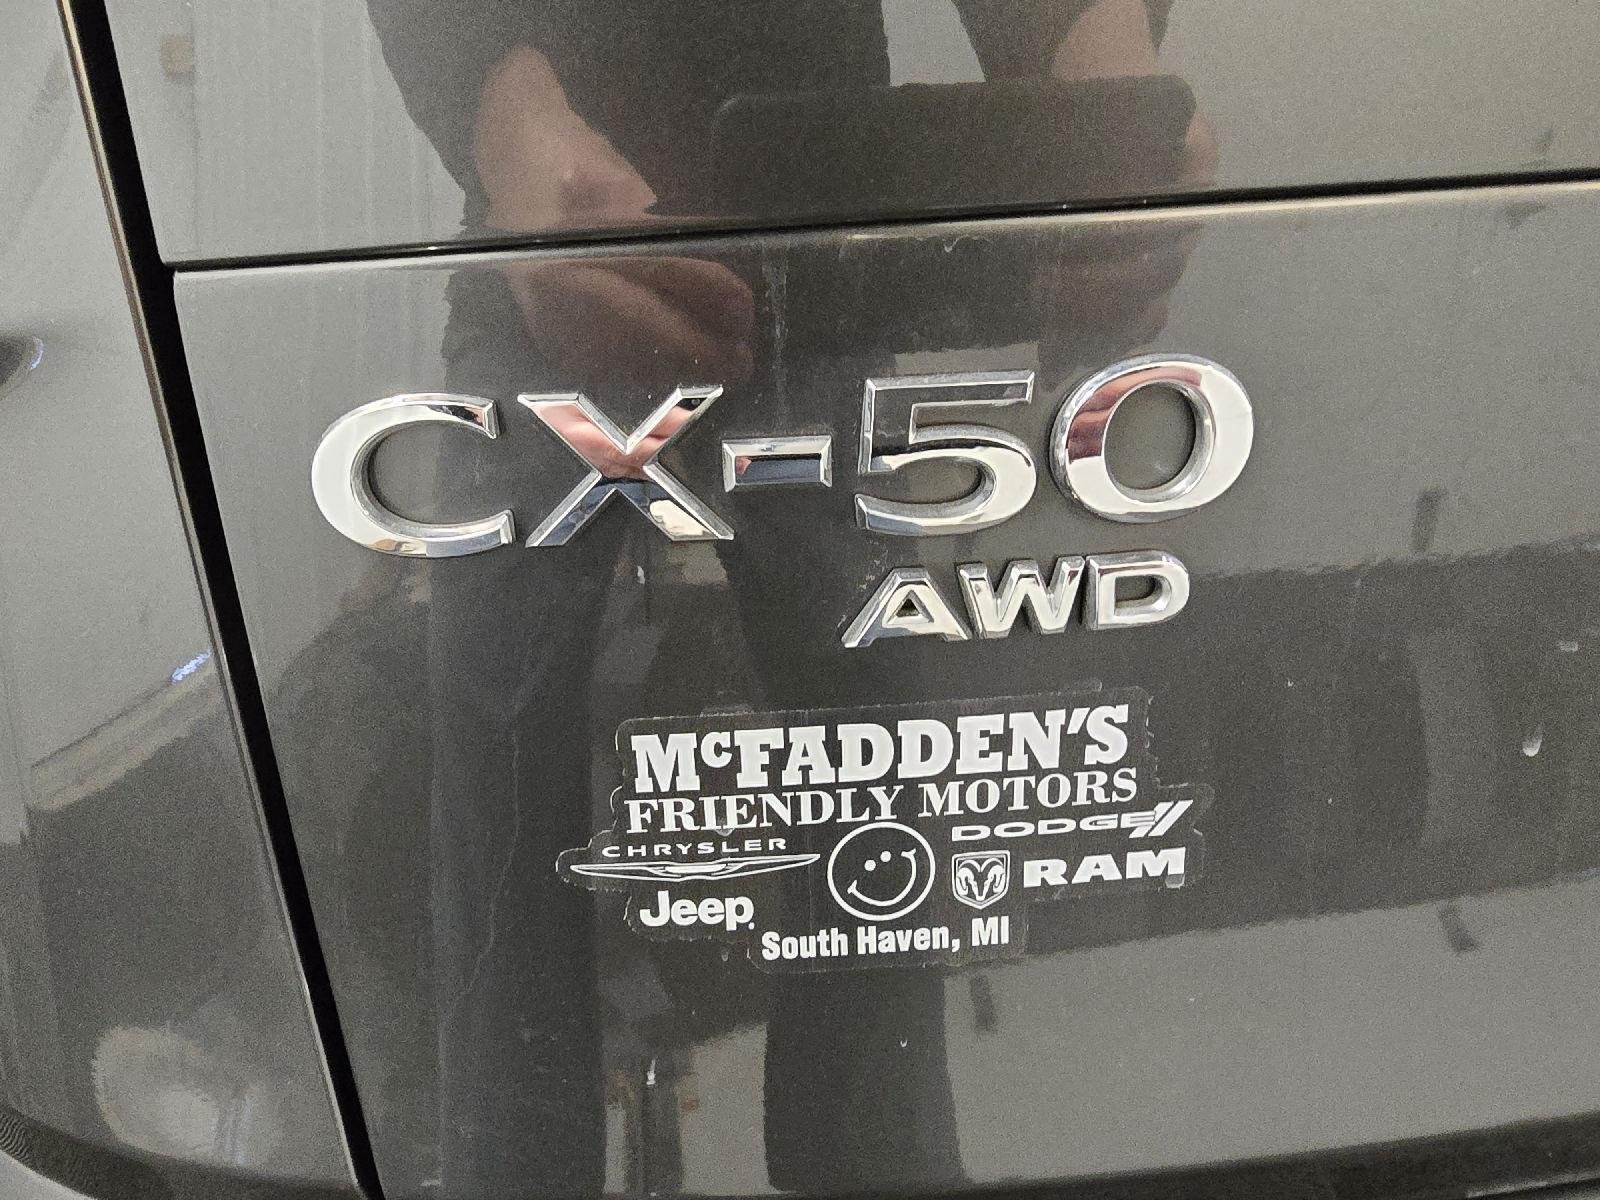 CX-50
AWD
McFADDEN'S
FRIENDLY MOTORS
CHRYSLER
DODGE
Jeep
RAM
South Haven, MI